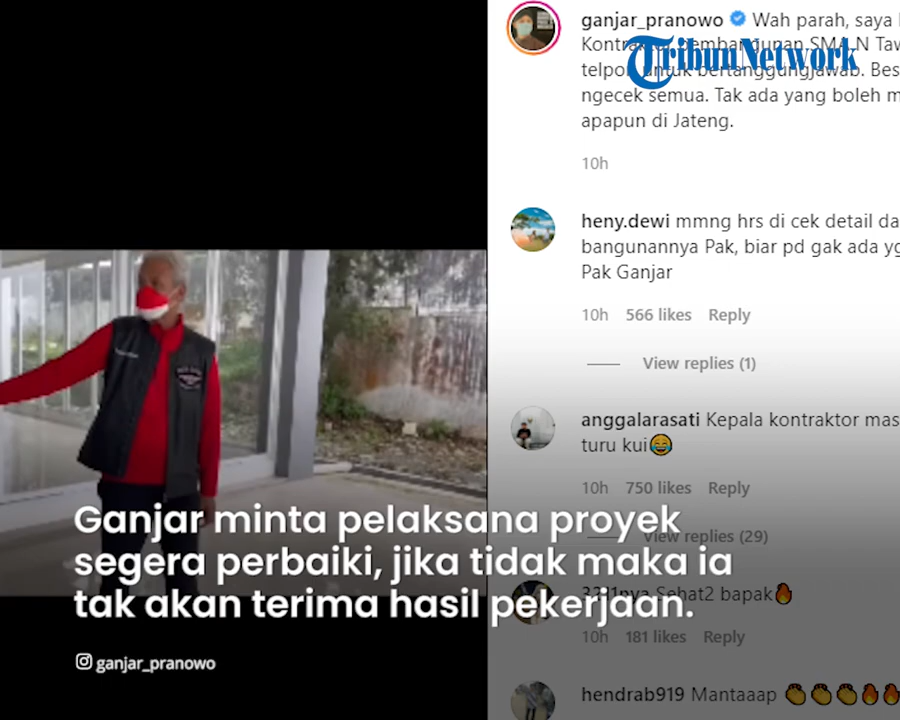 ganjar_pranowo Wah parah, saya
Kontraktor pembangunan SMA N Taw
Tribun Network
telpon untuk bertanggungjawab. Bes
ngecek semua. Tak ada yang boleh m
apapun di Jateng.
10h
heny.dewi mmng hrs di cek detail da
bangunannya Pak, biar pd gak ada yg
Pak Ganjar
10h 566 likes Reply
View replies (1)
anggalarasati Kepala kontraktor mas
turu kui😂
10h 750 likes Reply
View replies (29)
Sehat2 bapak🔥
10h 181 likes Reply
hendrab919 Mantaaap 👏👏👏🔥🔥
Ganjar minta pelaksana proyek
segera perbaiki, jika tidak maka ia
tak akan terima hasil pekerjaan.
ganjar_pranowo